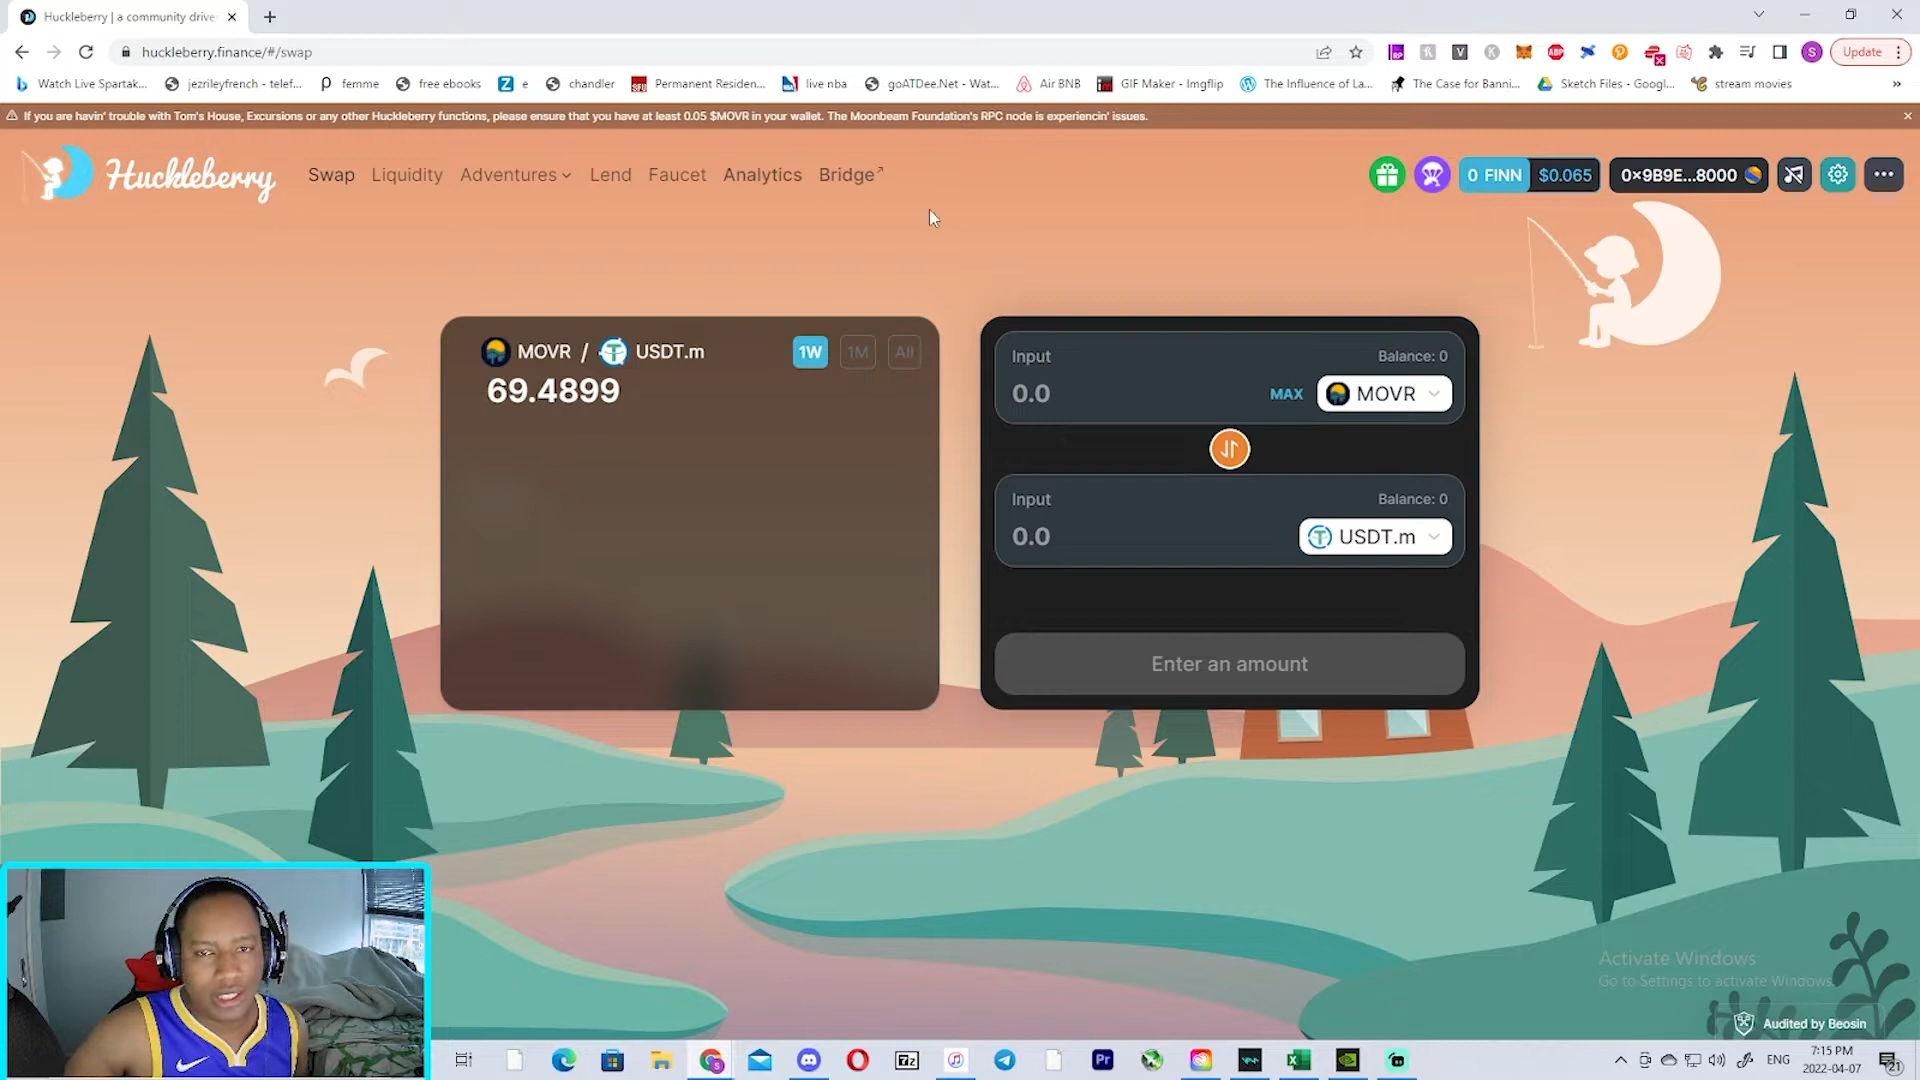 Huckleberry | a community drive
huckleberry.finance/#/swap
Update
Watch Live Spartak...
jezrileyfrench - telef...
femme
free ebooks
e
chandler
Permanent Residen...
live nba
goATDee.Net - Wat...
Air BNB
GIF Maker - Imgflip
The Influence of La...
The Case for Banni...
Sketch Files - Googl...
stream movies
If you are havin' trouble with Tom's House, Excursions or any other Huckleberry functions, please ensure that you have at least 0.05 $MOVR in your wallet. The Moonbeam Foundation's RPC node is experiencin' issues.
Huckleberry
Swap
Liquidity
Adventures
Lend
Faucet
Analytics
Bridge
0 FINN
$0.065
0×9B9E...8000
MOVR / USDT.m
1W
1M
All
69.4899
Input
Balance: 0
0.0
MAX
MOVR
Input
Balance: 0
0.0
USDT.m
Enter an amount
Activate Windows
Go to Settings to activate Windows.
Audited by Beosin
ENG
7:15 PM
2022-04-07
21